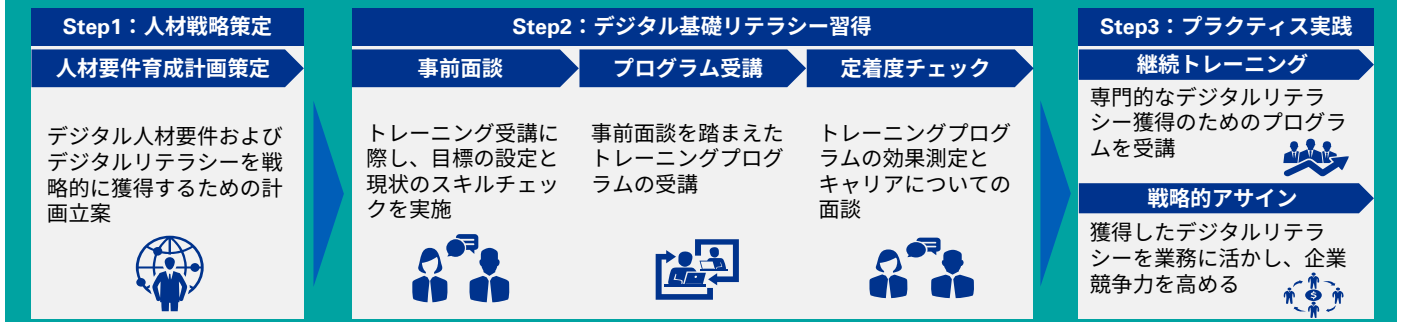 Step1：人材戦略策定
人材要件育成計画策定
デジタル人材要件および
デジタルリテラシーを戦
略的に獲得するための計
画立案
Step2：デジタル基礎リテラシー習得
事前面談
トレーニング受講に
際し、目標の設定と
現状のスキルチェッ
クを実施
プログラム受講
事前面談を踏まえた
トレーニングプログ
ラムの受講
定着度チェック
トレーニングプログ
ラムの効果測定と
キャリアについての
面談
Step3：プラクティス実践
継続トレーニング
専門的なデジタルリテラ
シー獲得のためのプログラ
ムを受講
戦略的アサイン
獲得したデジタルリテラ
シーを業務に活かし、企業
競争力を高める
$